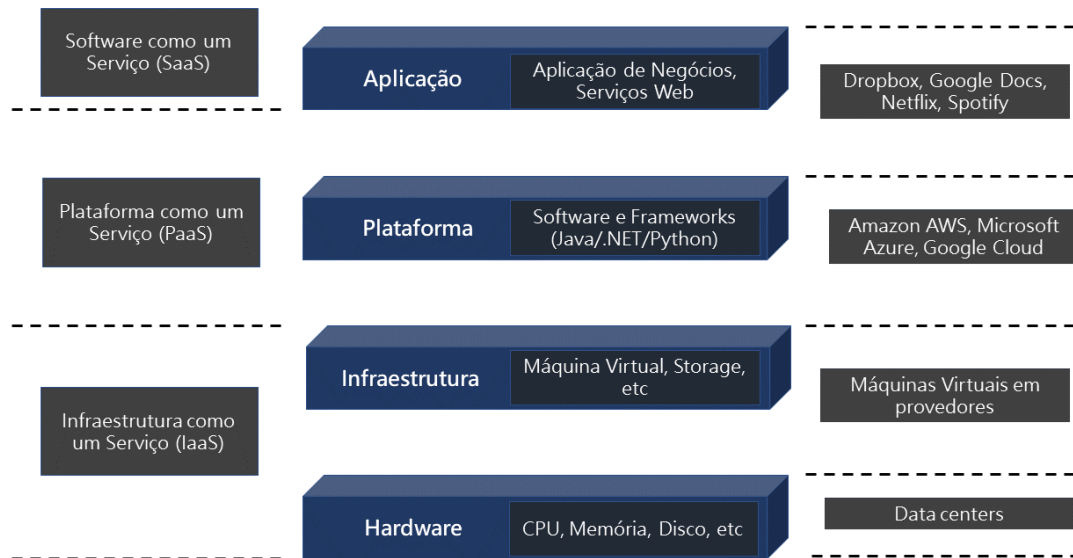 Software como um
Serviço (SaaS)
Aplicação
Aplicação de Negócios,
Serviços Web
Dropbox, Google Docs,
Netflix, Spotify
Plataforma como um
Serviço (PaaS)
Plataforma
Software e Frameworks
(Java/.NET/Python)
Amazon AWS, Microsoft
Azure, Google Cloud
Infraestrutura como
um Serviço (IaaS)
Infraestrutura
Máquina Virtual, Storage,
etc
Máquinas Virtuais em
provedores
Hardware
CPU, Memória, Disco, etc
Data centers